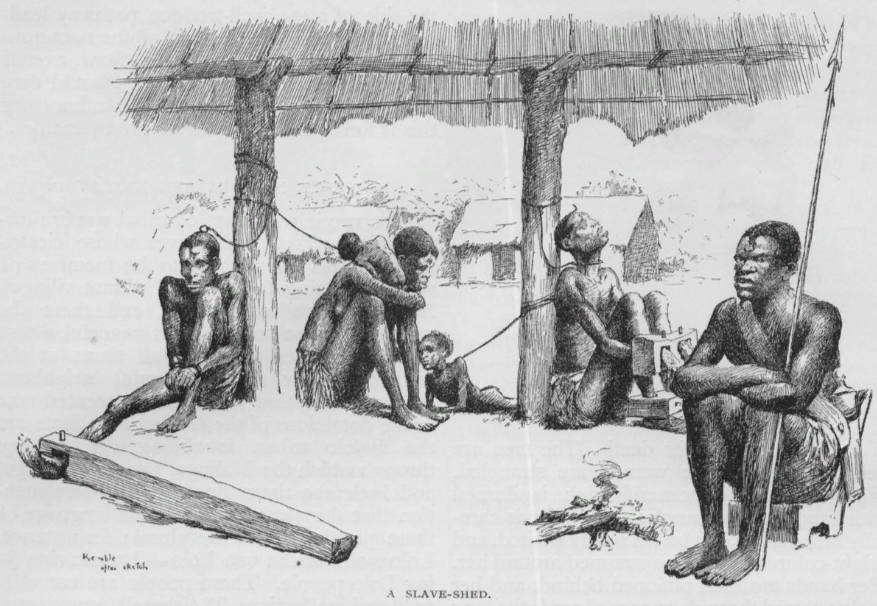 Kemble
after sketch
A SLAVE-SHED.